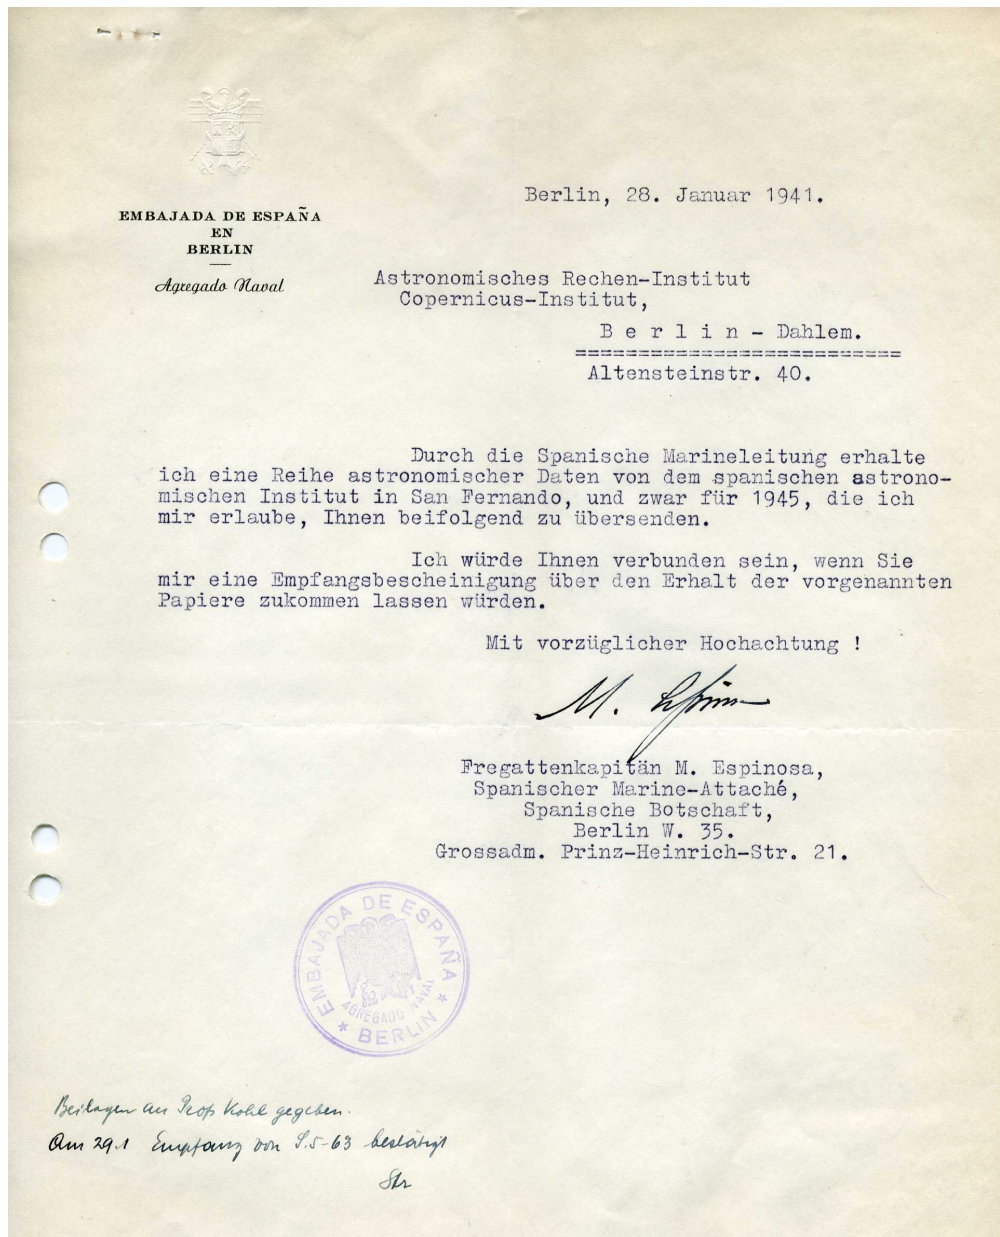 EMBAJADA DE ESPAÑA
EN
BERLIN
Agregado Naval
Berlin, 28. Januar 1941.
Astronomisches Rechen-Institut
Copernicus-Institut,
B e r l i n - Dahlem.
==========================
Altensteinstr. 40.
Durch die Spanische Marineleitung erhalte
ich eine Reihe astronomischer Daten von dem spanischen astrono-
mischen Institut in San Fernando, und zwar für 1945, die ich
mir erlaube, Ihnen beifolgend zu übersenden.
Ich würde Ihnen verbunden sein, wenn Sie
mir eine Empfangsbescheinigung über den Erhalt der vorgenannten
Papiere zukommen lassen würden.
Mit vorzüglicher Hochachtung !
M. Espinosa
Fregattenkapitän M. Espinosa,
Spanischer Marine-Attaché,
Spanische Botschaft,
Berlin W. 35.
Grossadm. Prinz-Heinrich-Str. 21.
EMBAJADA DE ESPAÑA
AGREGADO NAVAL
* BERLIN *
Beilagen an Prof Kohl gegeben.
Am 29.1 Empfang von S.5-63 bestätigt
Str